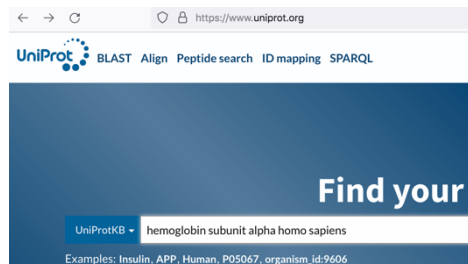 https://www.uniprot.org
UniProt BLAST Align Peptide search ID mapping SPARQL
Find your
UniProtKB hemoglobin subunit alpha homo sapiens
Examples: Insulin, APP, Human, P05067, organism_id:9606